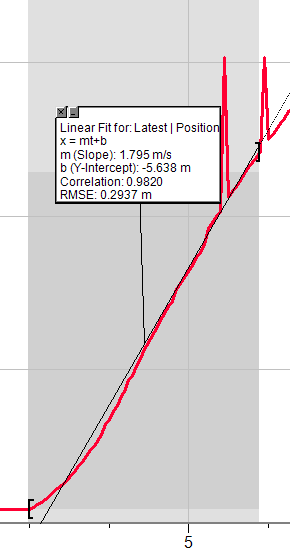 Linear Fit for: Latest | Position
x = mt+b
m (Slope): 1.795 m/s
b (Y-Intercept): -5.638 m
Correlation: 0.9820
RMSE: 0.2937 m
5